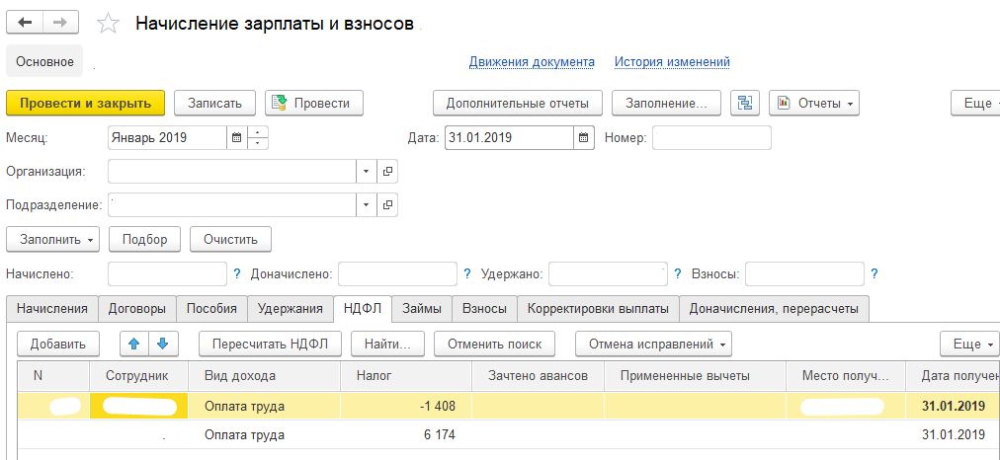 Начисление зарплаты и взносов
Основное Движения документа История изменений
Провести и закрыть Записать Провести Дополнительные отчеты Заполнение... Отчеты Еще
Месяц: Январь 2019 Дата: 31.01.2019 Номер:
Организация:
Подразделение:
Заполнить Подбор Очистить
Начислено: ? Доначислено: ? Удержано: ? Взносы: ?
Начисления Договоры Пособия Удержания НДФЛ Займы Взносы Корректировки выплаты Доначисления, перерасчеты
Добавить Пересчитать НДФЛ Найти... Отменить поиск Отмена исправлений Еще
N Сотрудник Вид дохода Налог Зачтено авансов Примененные вычеты Место получ... Дата получен
Оплата труда -1 408 31.01.2019
Оплата труда 6 174 31.01.2019